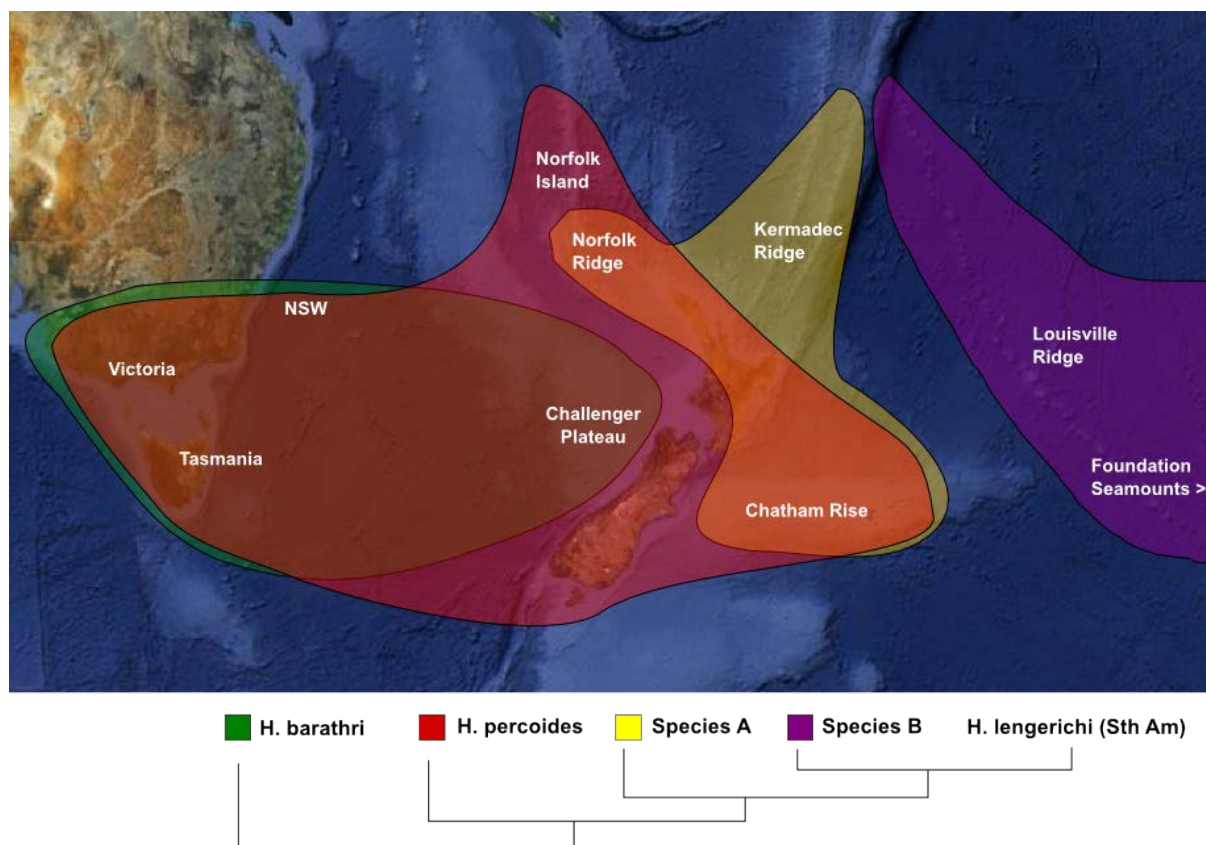 Norfolk
Island
Norfolk
Ridge
Kermadec
Ridge
NSW
Louisville
Ridge
Victoria
Challenger
Plateau
Tasmania
Foundation
Seamounts >
Chatham Rise
H. barathri
H. percoides
Species A
Species B
H. lengerichi (Sth Am)